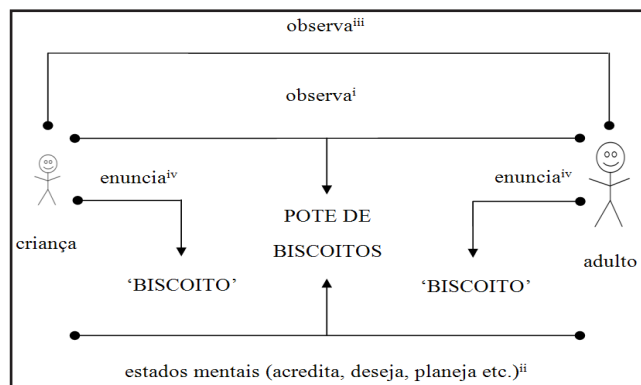 observaⁱⁱⁱ
observaⁱ
enunciaⁱᵛ
enunciaⁱᵛ
POTE DE
BISCOITOS
criança
adulto
‘BISCOITO’
‘BISCOITO’
estados mentais (acredita, deseja, planeja etc.)ⁱⁱ